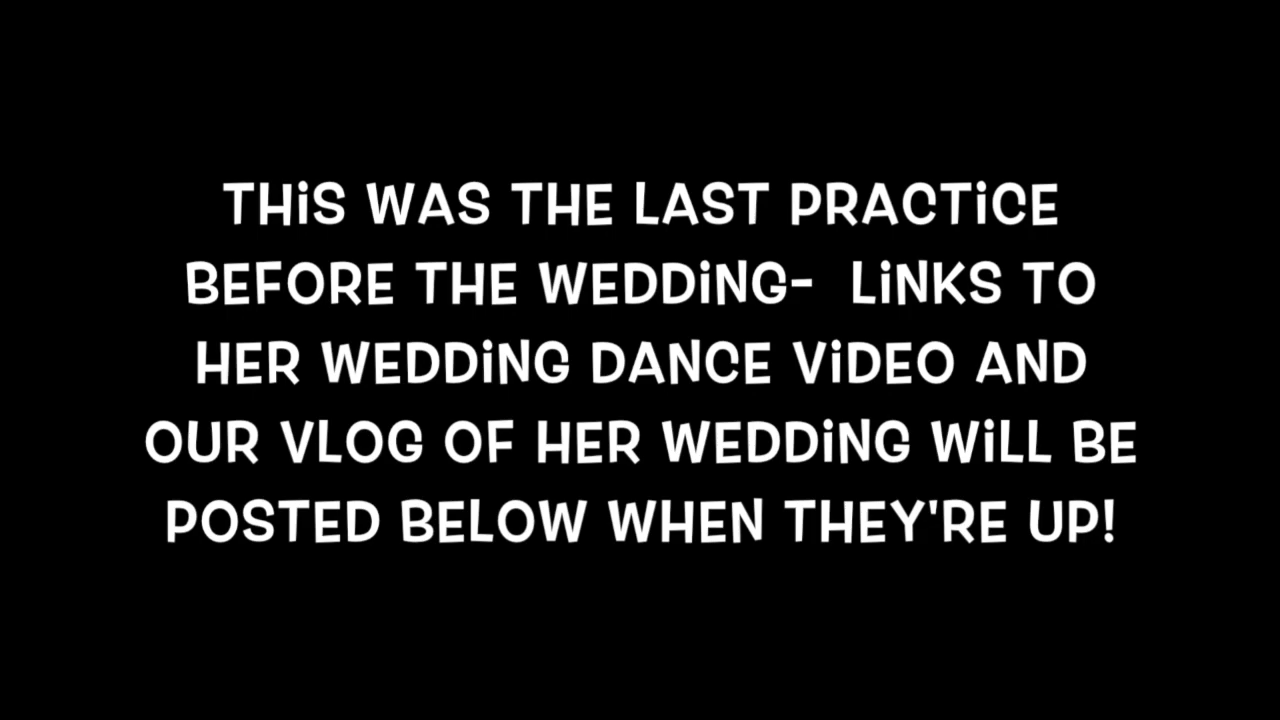 THiS WAS THE LAST PRACTiCE
BEFORE THE WEDDiNG-  LiNKS TO
HER WEDDiNG DANCE ViDEO AND
OUR VLOG OF HER WEDDiNG WiLL BE
POSTED BELOW WHEN THEY'RE UP!